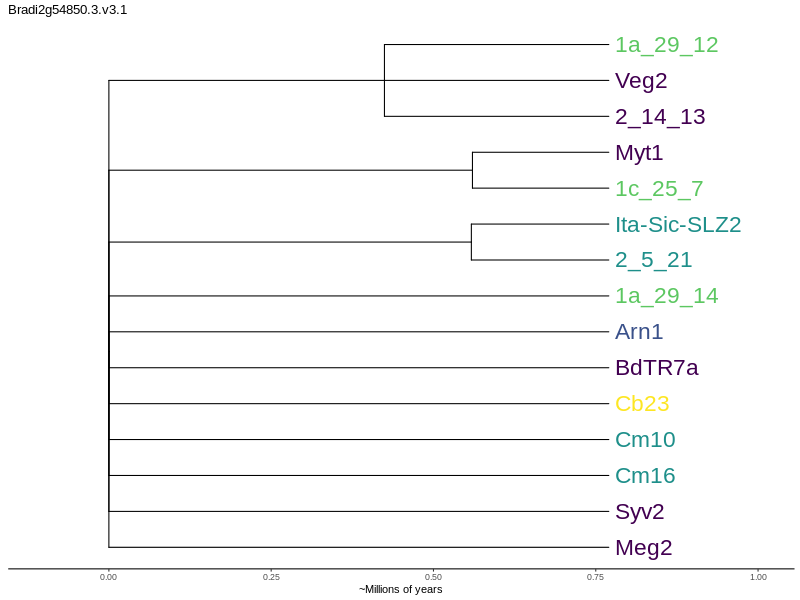 Bradi2g54850.3.v3.1
1a_29_12
Veg2
2_14_13
Myt1
1c_25_7
Ita-Sic-SLZ2
2_5_21
1a_29_14
Arn1
BdTR7a
Cb23
Cm10
Cm16
Syv2
Meg2
0.00 0.25 0.50 0.75 1.00
~Millions of years